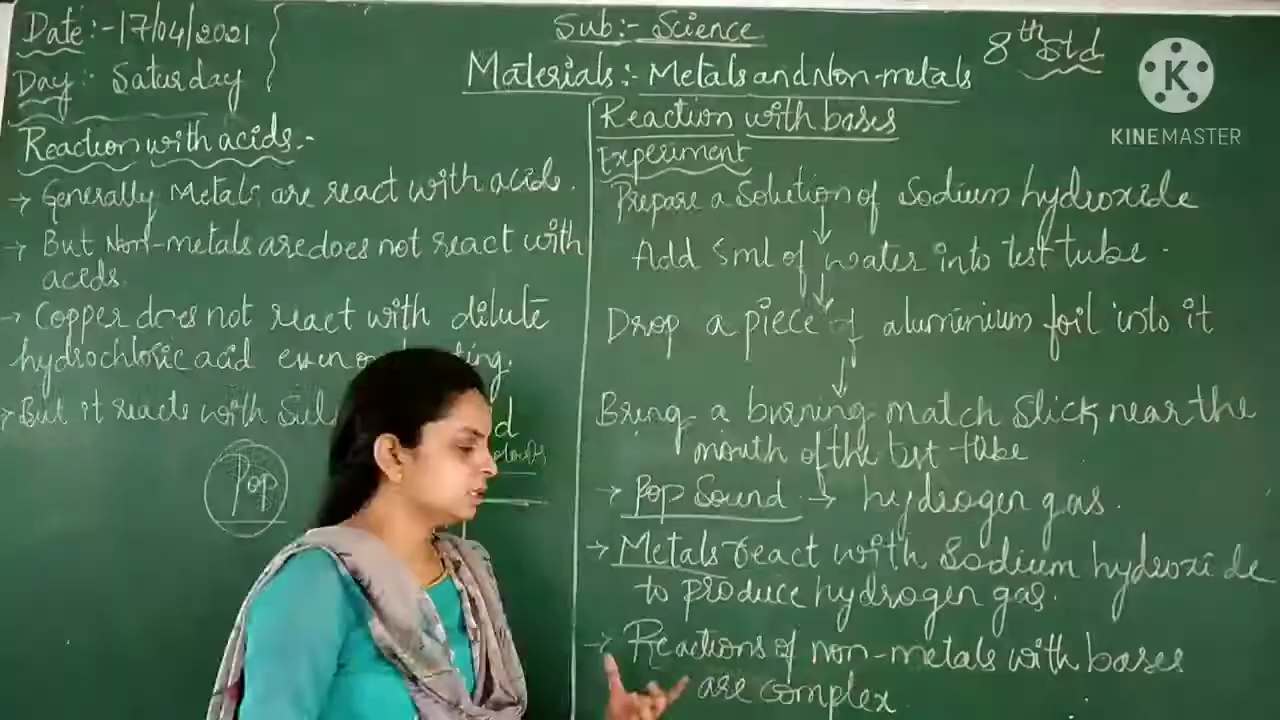 Date:-17/04/2021
Day:- Saturday
Sub:- Science
8th Std
Materials:- Metals and Non-metals
KINEMASTER
Reaction with acids:-
→ Generally Metals are react with acids.
→ But Non-metals are does not react with
acids.
→ Copper does not react with dilute
hydrochloric acid even on
→ But it reacts with
Pop
Reaction with bases
Experiment
Prepare a Solution of Sodium hydroxide
Add 5ml of water into test tube.
Drop a piece of aluminium foil into it
Bring a burning match Stick near the
mouth of the test tube
→ Pop Sound → hydrogen gas.
→ Metals react with Sodium hydroxide
to produce hydrogen gas.
→ Reactions of non-metals with bases
are complex.